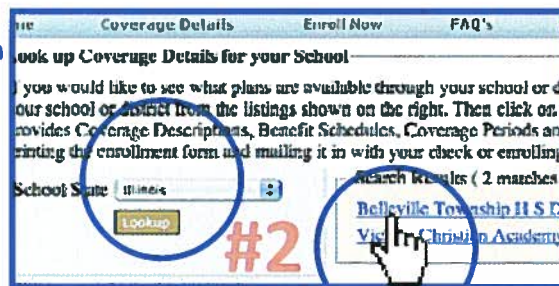 Coverage Details Enroll Now FAQ's
ook up Coverage Details for your School
you would like to see what plans are available through your school or d
our school or district from the listings shown on the right. Then click on
rovides Coverage Descriptions, Benefit Schedules, Coverage Periods an
rinting the enrollment form and mailing it in with your check or enrolling
School State Illinois
Search Results ( 2 matches
Lookup
Belleville Township H S D
Christian Academy
#2